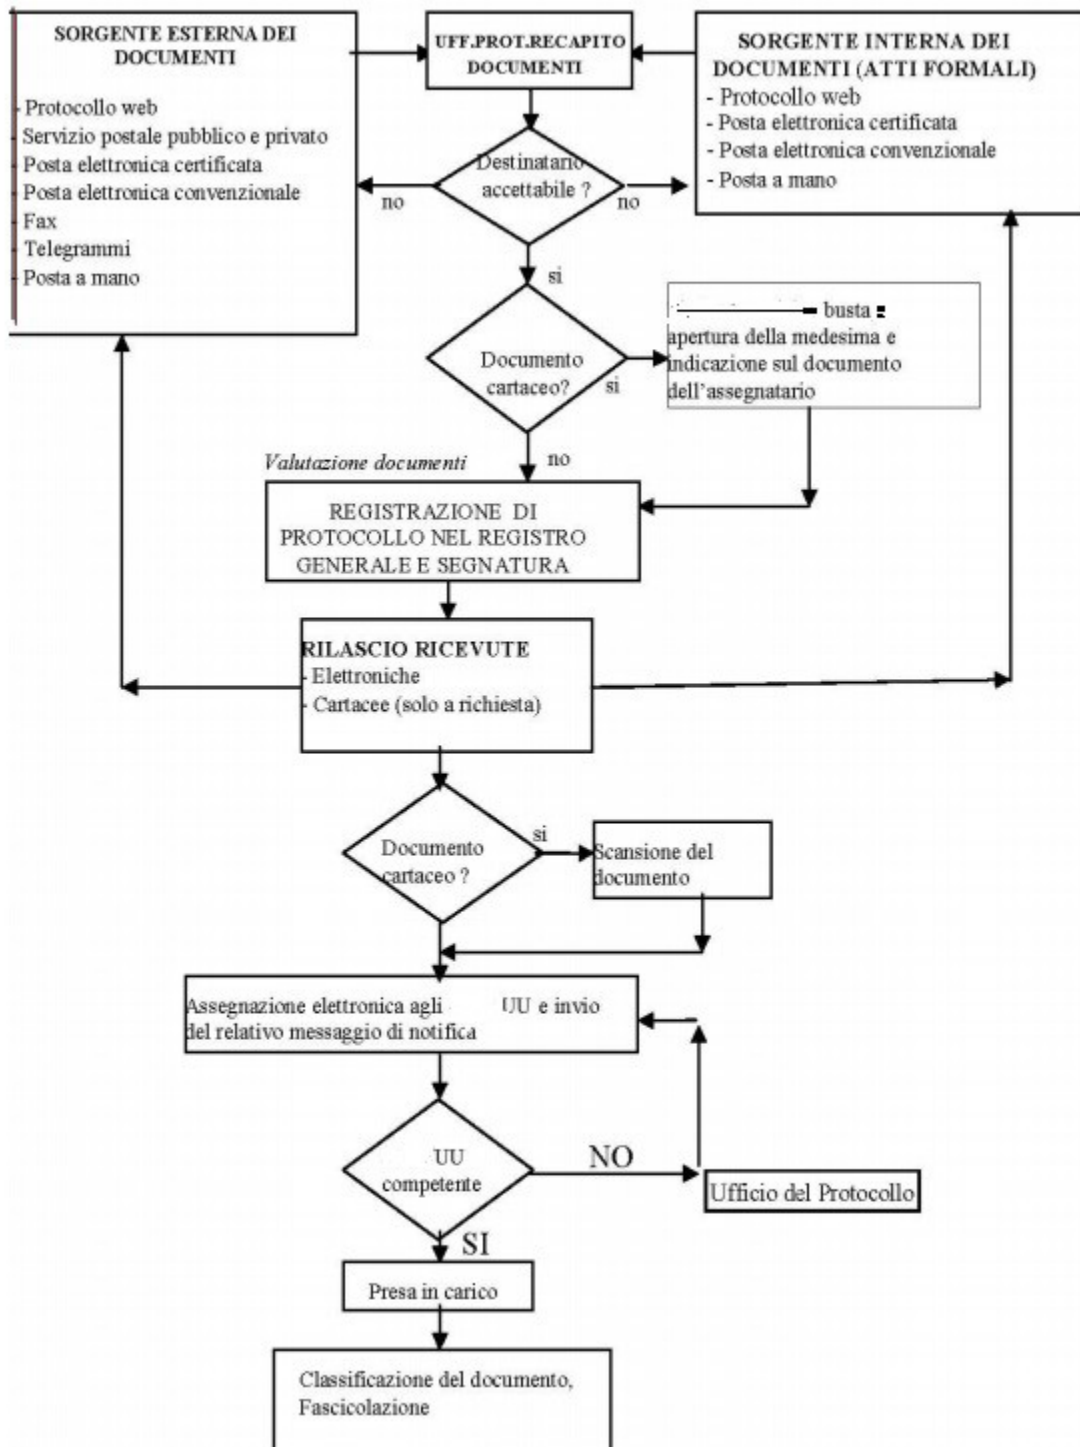 SORGENTE ESTERNA DEI
DOCUMENTI
- Protocollo web
- Servizio postale pubblico e privato
- Posta elettronica certificata
- Posta elettronica convenzionale
- Fax
- Telegrammi
- Posta a mano
UFF.PROT.RECAPITO
DOCUMENTI
SORGENTE INTERNA DEI
DOCUMENTI (ATTI FORMALI)
- Protocollo web
- Posta elettronica certificata
- Posta elettronica convenzionale
- Posta a mano
Destinatario
accettabile ?
no
no
si
Documento
cartaceo?
si
busta
apertura della medesima e
indicazione sul documento
dell'assegnatario
no
Valutazione documenti
REGISTRAZIONE DI
PROTOCOLLO NEL REGISTRO
GENERALE E SEGNATURA
RILASCIO RICEVUTE
- Elettroniche
- Cartacee (solo a richiesta)
Documento
cartaceo ?
si
Scansione del
documento
Assegnazione elettronica agli UU e invio
del relativo messaggio di notifica
UU
competente
NO
Ufficio del Protocollo
SI
Presa in carico
Classificazione del documento,
Fascicolazione